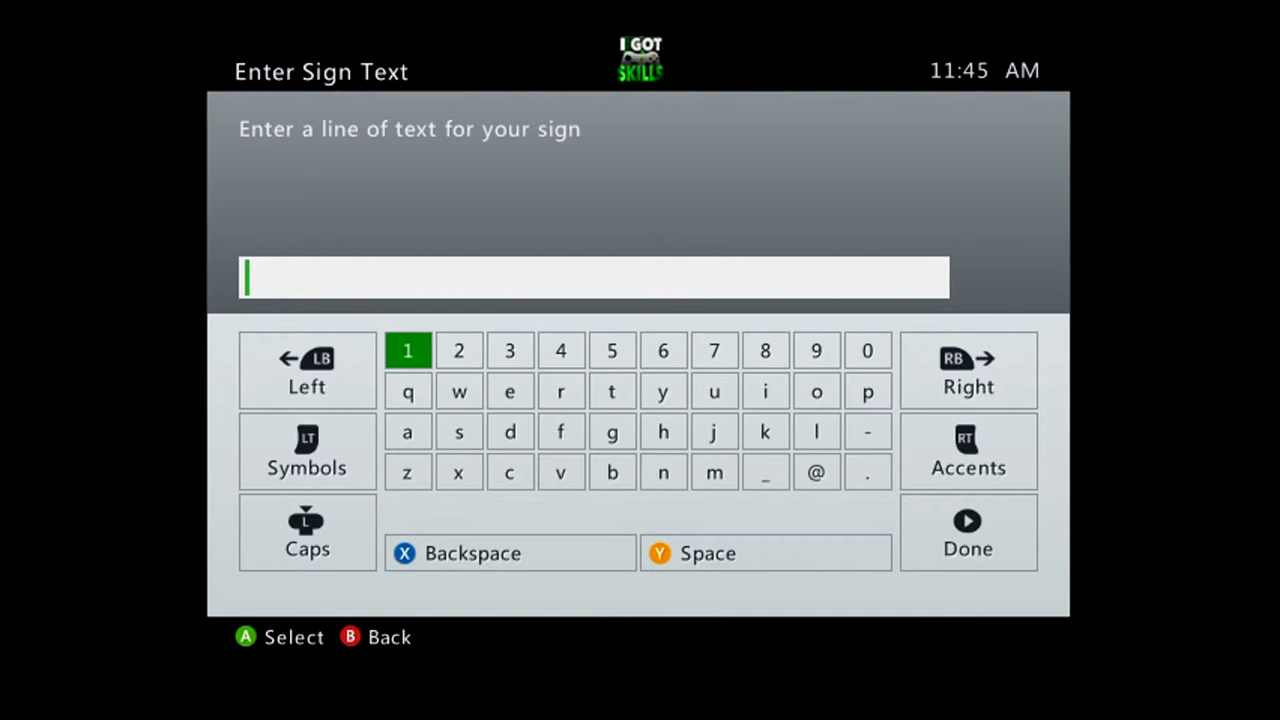 I GOT
SKILLS
Enter Sign Text
11:45 AM
Enter a line of text for your sign
LB
Left
1 2 3 4 5 6 7 8 9 0
RB
Right
q w e r t y u i o p
LT
Symbols
a s d f g h j k l -
RT
Accents
z x c v b n m _ @ .
L
Caps
X Backspace
Y Space
Done
A Select B Back